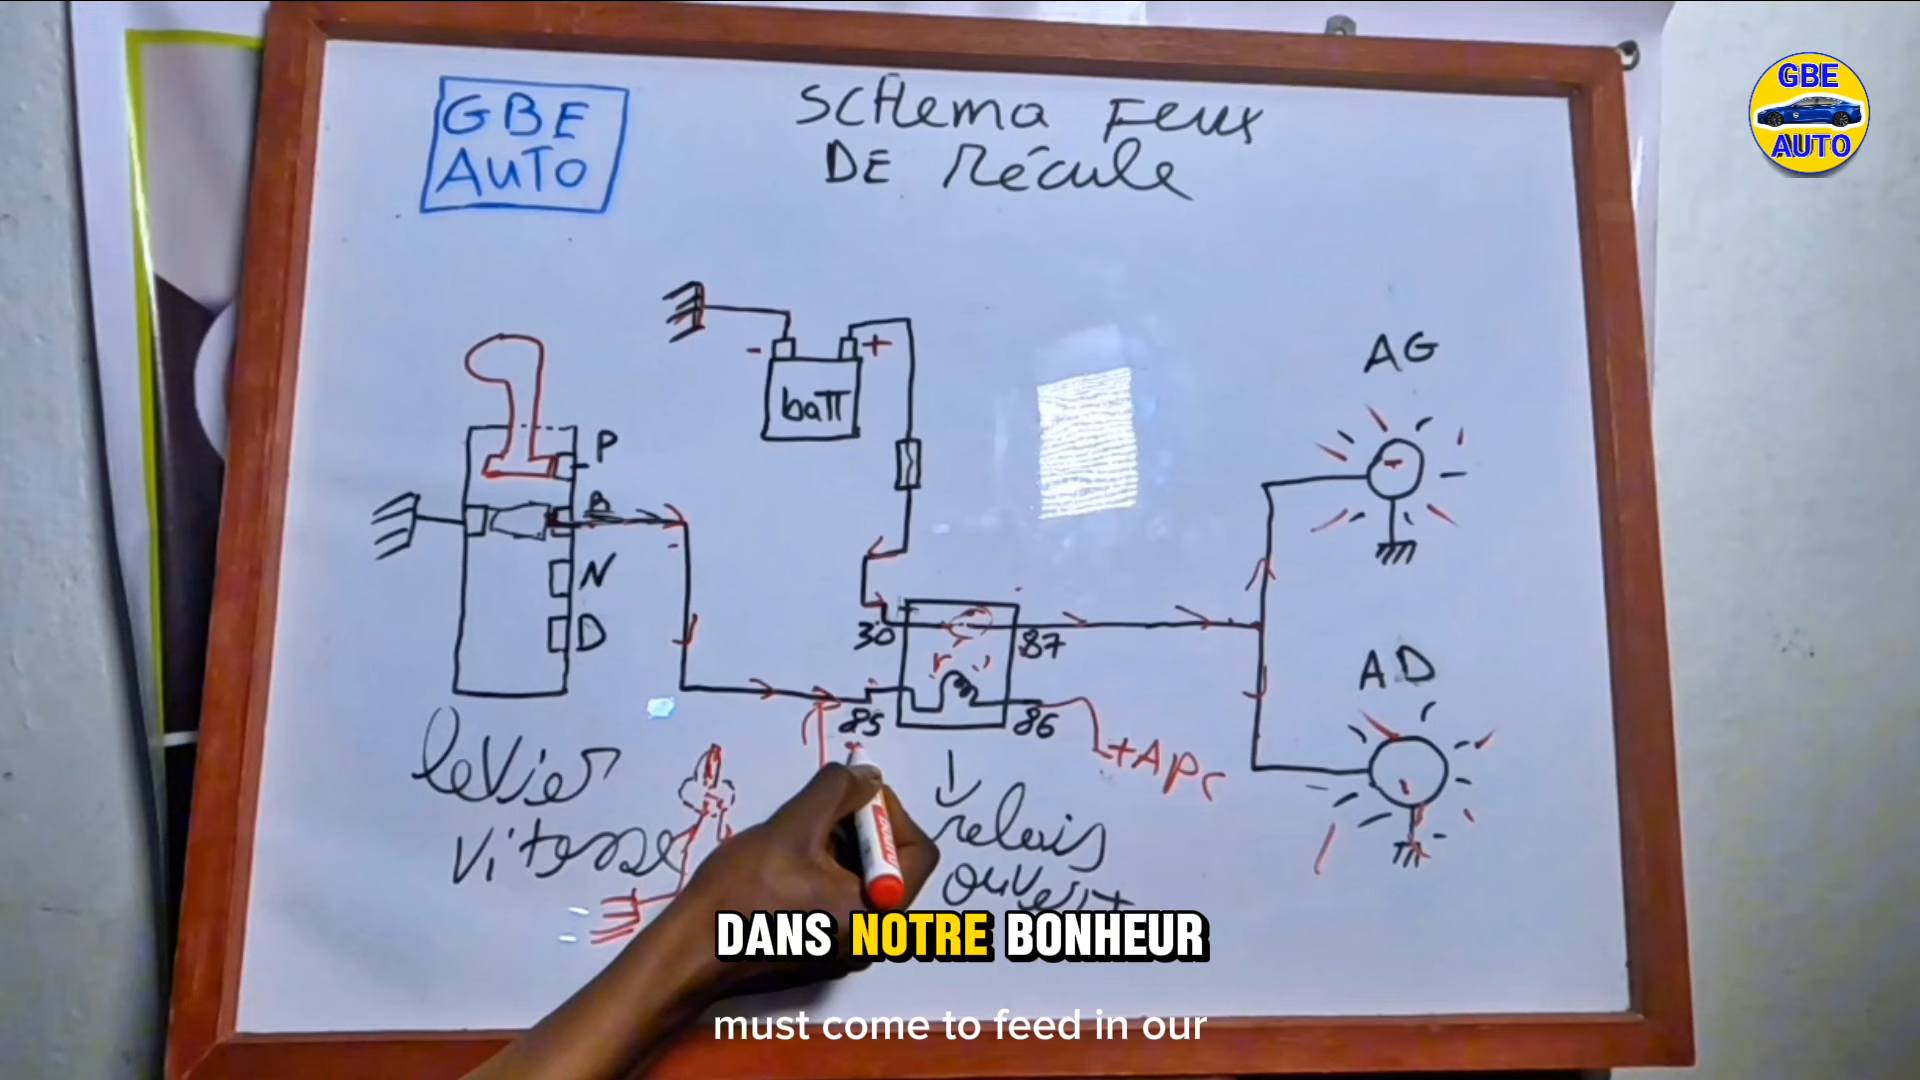 GBE
AUTO
SCHema Feux
DE Récule
GBE
AUTO
- +
batt
AG
P
R
N
D
30
87
85
86
+APC
AD
levier
vitesse
relais
ouvert
DANS NOTRE BONHEUR
must come to feed in our